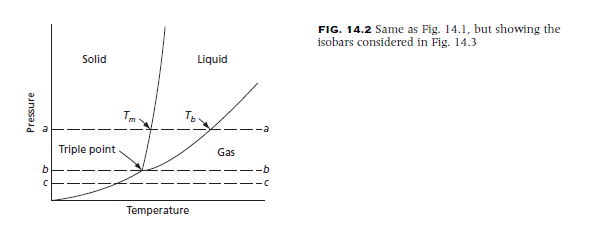 FIG. 14.2 Same as Fig. 14.1, but showing the
isobars considered in Fig. 14.3
Solid
Liquid
Pressure
Tm
Tb
a
a
Triple point
Gas
b
b
c
c
Temperature